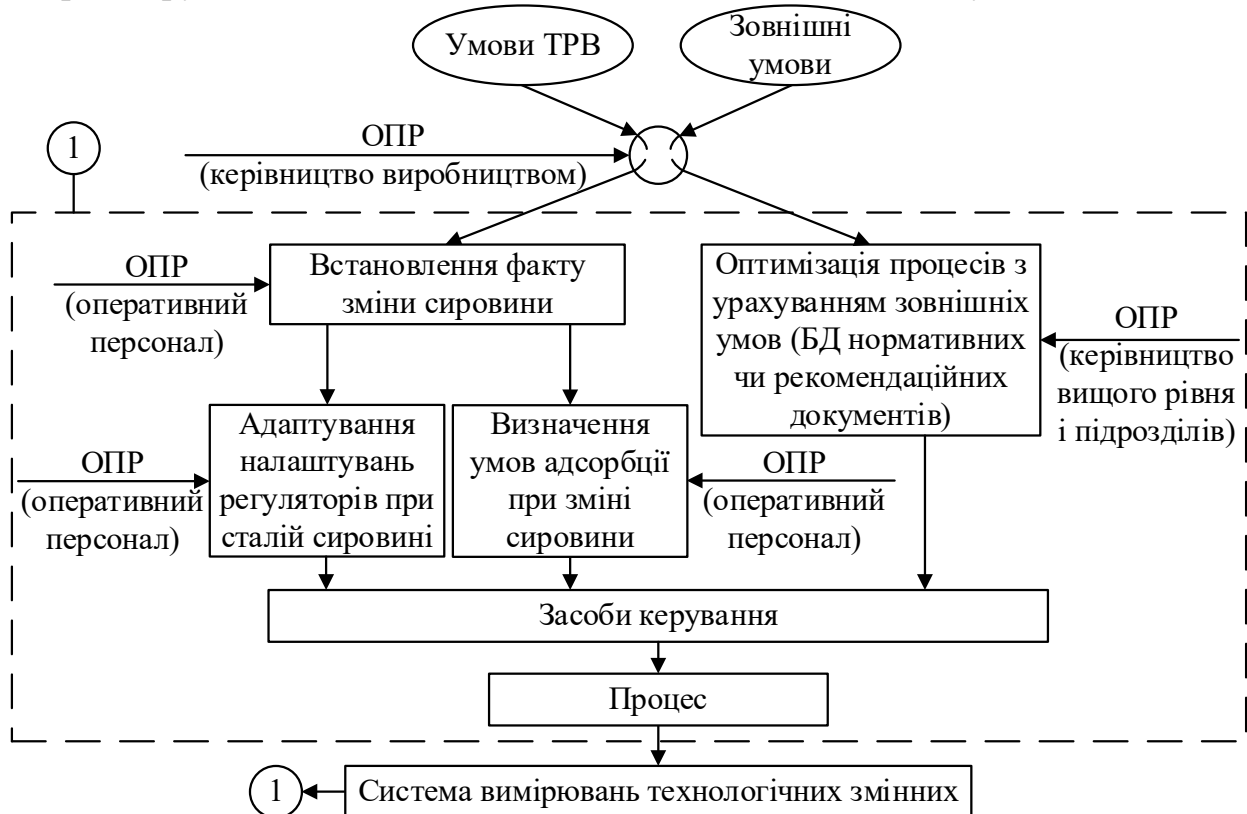 Умови ТРВ
Зовнішні
умови
1
ОПР
(керівництво виробництвом)
ОПР
(оперативний
персонал)
Встановлення факту
зміни сировини
Оптимізація процесів з
урахуванням зовнішніх
умов (БД нормативних
чи рекомендаційних
документів)
ОПР
(керівництво
вищого рівня
і підрозділів)
ОПР
(оперативний
персонал)
Адаптування
налаштувань
регуляторів при
сталій сировині
Визначення
умов адсорбції
при зміні
сировини
ОПР
(оперативний
персонал)
Засоби керування
Процес
1
Система вимірювань технологічних змінних